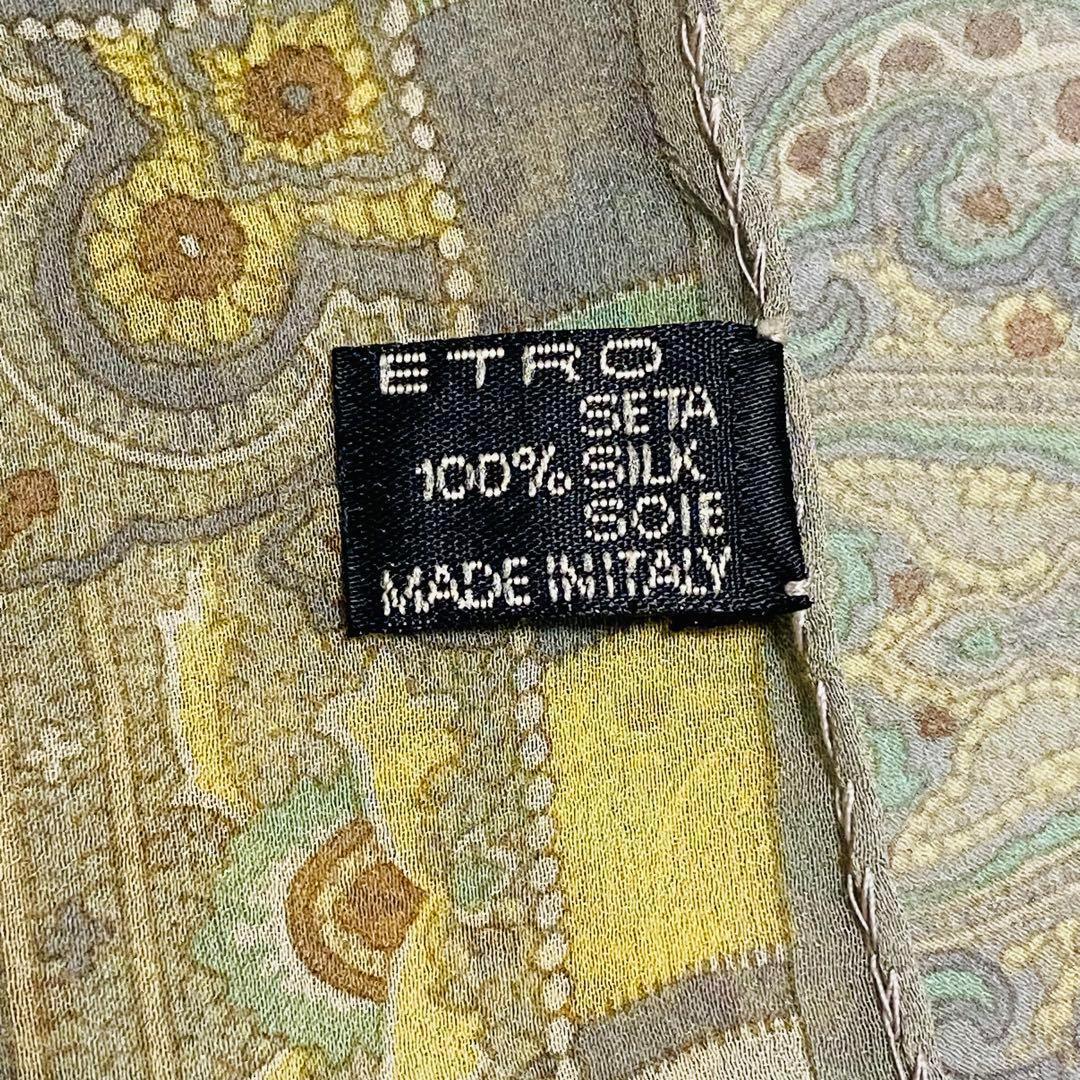 ETRO
SETA
100% SILK
SOIE
MADE IN ITALY